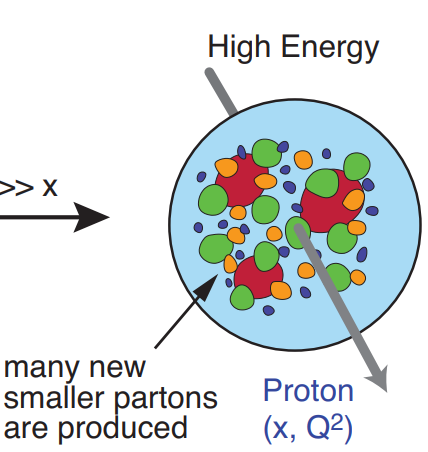 High Energy
>> x
many new
smaller partons
are produced
Proton
(x, Q²)